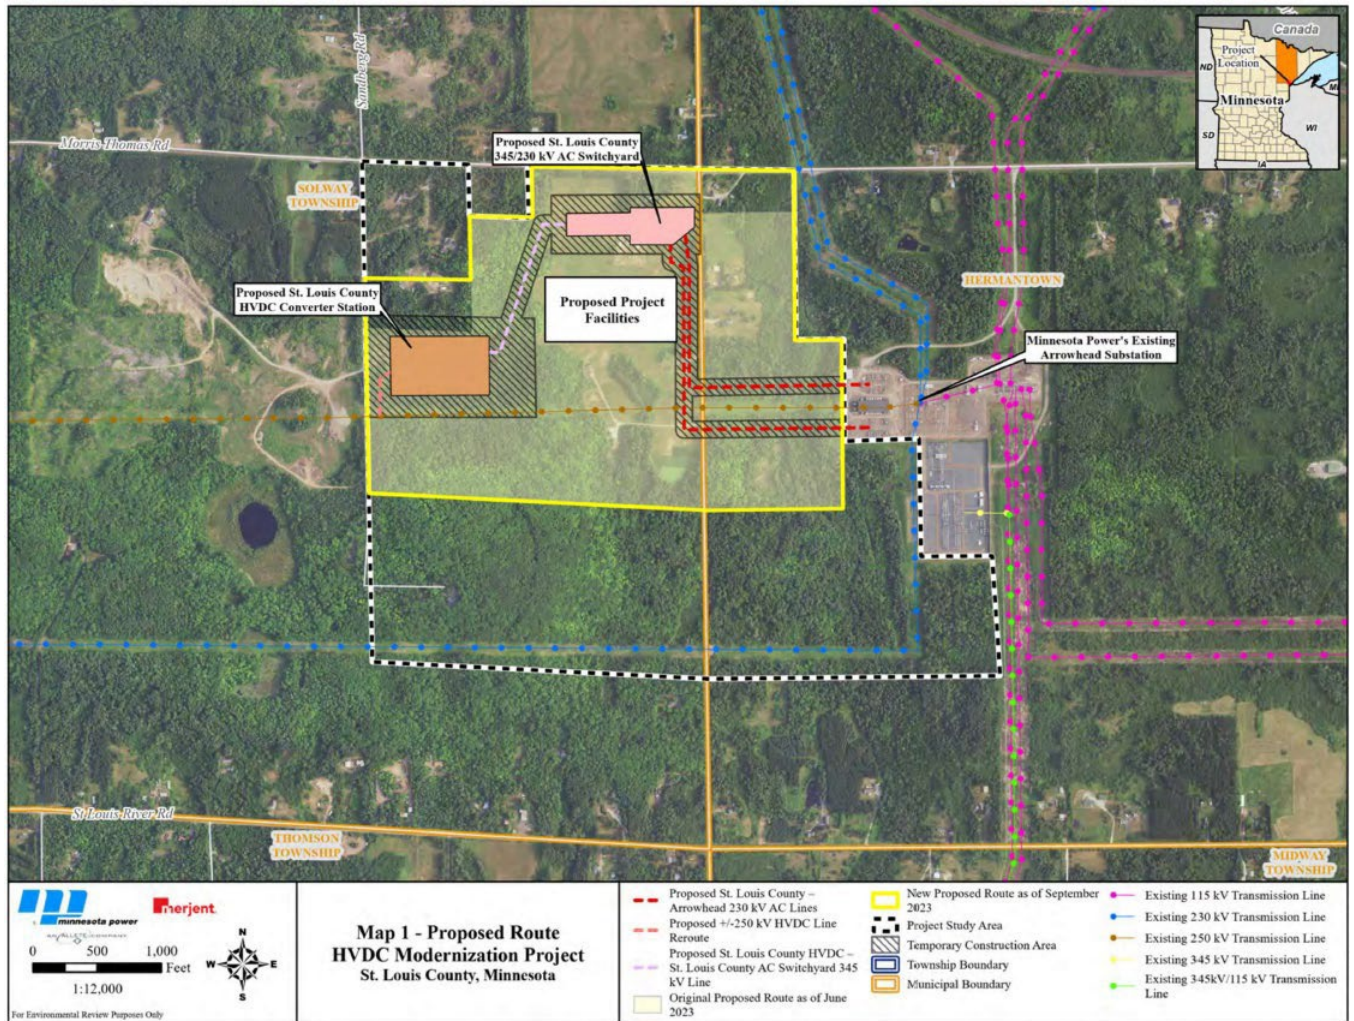 Canada
Project
Location
ND
Minnesota
SD
WI
IA
Sandberg Rd
Morris Thomas Rd
SOLWAY
TOWNSHIP
Proposed St. Louis County
345/230 kV AC Switchyard
HERMANTOWN
Proposed St. Louis County
HVDC Converter Station
Proposed Project
Facilities
Minnesota Power's Existing
Arrowhead Substation
St Louis River Rd
THOMSON
TOWNSHIP
MIDWAY
TOWNSHIP
minnesota power
AN ALLETE COMPANY
merjent
0 500 1,000
Feet
1:12,000
N
W E
S
For Environmental Review Purposes Only
Map 1 - Proposed Route
HVDC Modernization Project
St. Louis County, Minnesota
Proposed St. Louis County –
Arrowhead 230 kV AC Lines
Proposed +/-250 kV HVDC Line
Reroute
Proposed St. Louis County HVDC –
St. Louis County AC Switchyard 345
kV Line
Original Proposed Route as of June
2023
New Proposed Route as of September
2023
Project Study Area
Temporary Construction Area
Township Boundary
Municipal Boundary
Existing 115 kV Transmission Line
Existing 230 kV Transmission Line
Existing 250 kV Transmission Line
Existing 345 kV Transmission Line
Existing 345kV/115 kV Transmission
Line